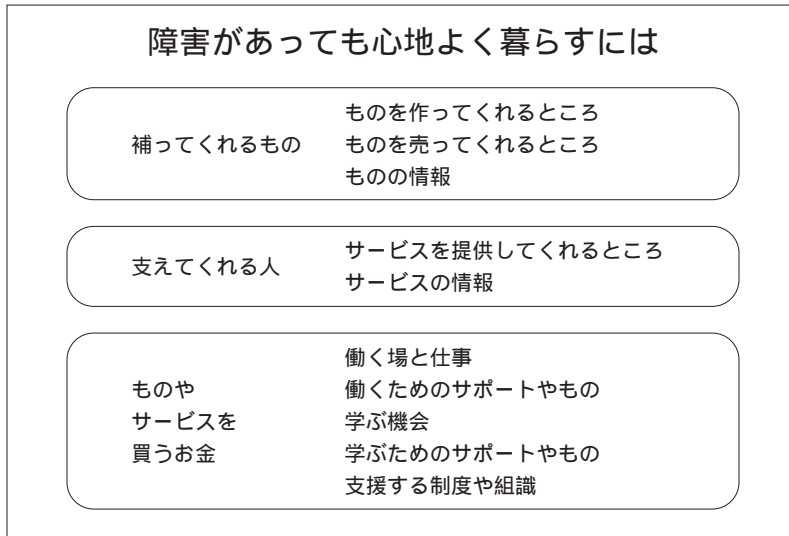 障害があっても心地よく暮らすには
補ってくれるもの
ものを作ってくれるところ
ものを売ってくれるところ
ものの情報
支えてくれる人
サービスを提供してくれるところ
サービスの情報
ものや
サービスを
買うお金
働く場と仕事
働くためのサポートやもの
学ぶ機会
学ぶためのサポートやもの
支援する制度や組識